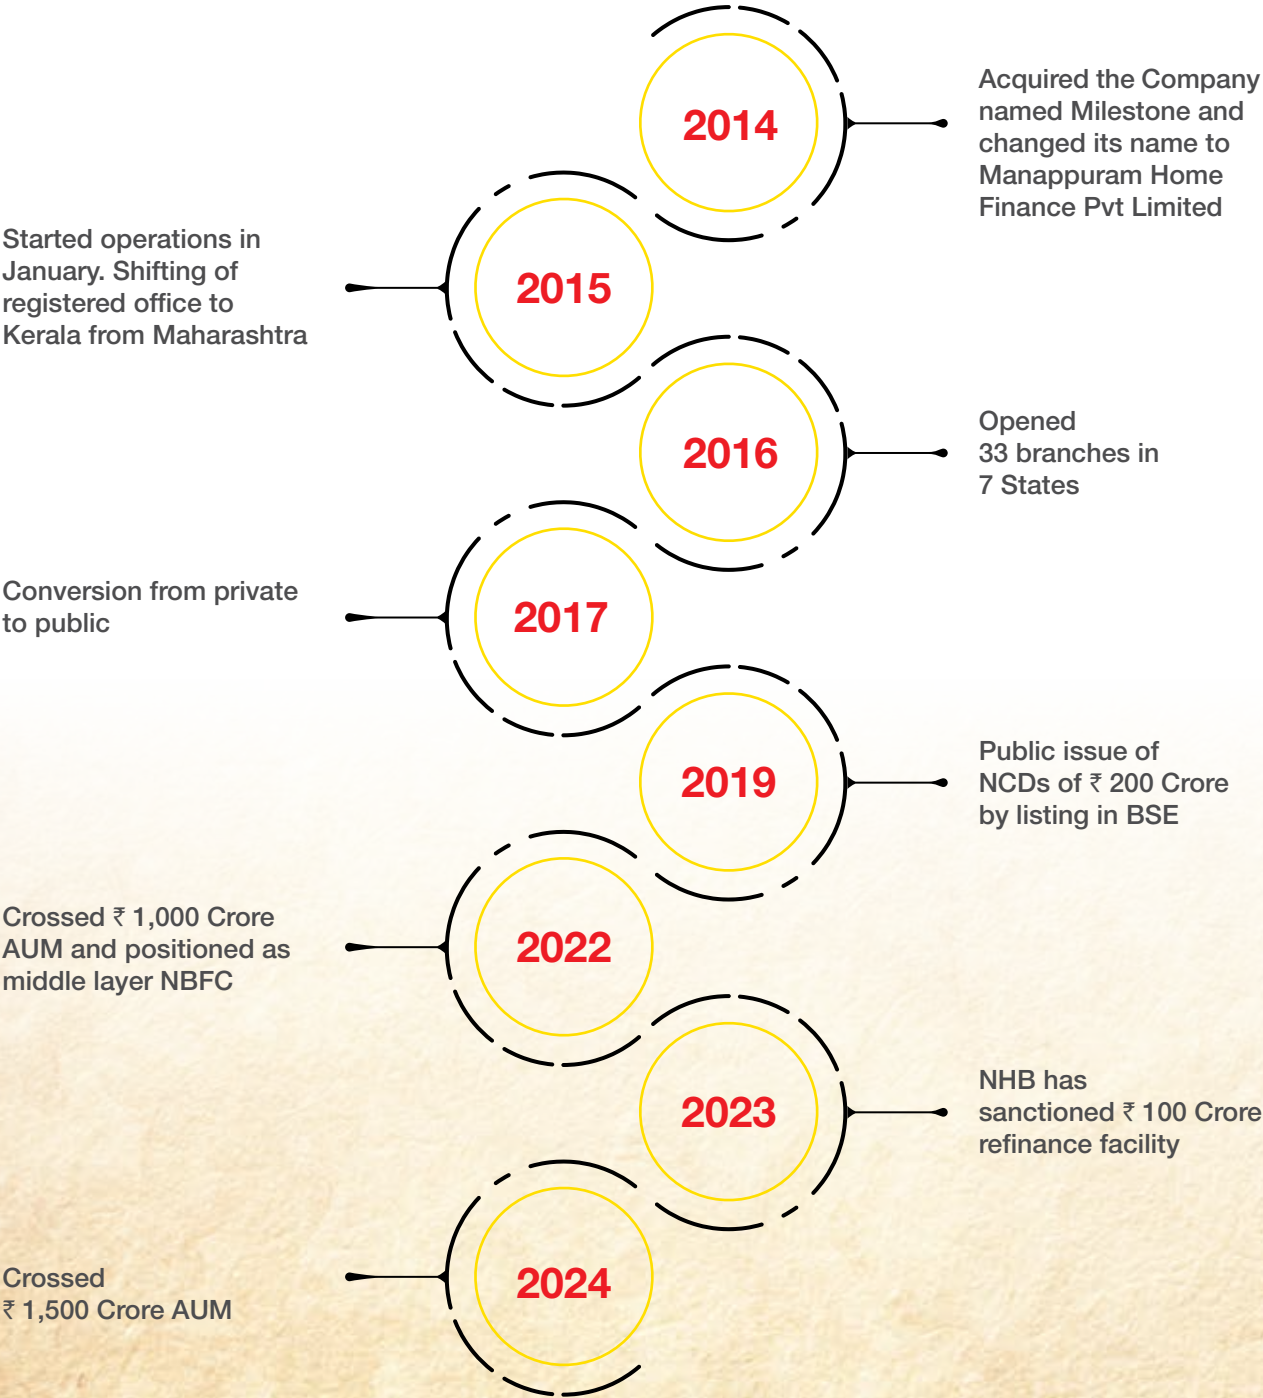 2014
Acquired the Company
named Milestone and
changed its name to
Manappuram Home
Finance Pvt Limited
Started operations in
January. Shifting of
registered office to
Kerala from Maharashtra
2015
2016
Opened
33 branches in
7 States
Conversion from private
to public
2017
2019
Public issue of
NCDs of ₹ 200 Crore
by listing in BSE
Crossed ₹ 1,000 Crore
AUM and positioned as
middle layer NBFC
2022
2023
NHB has
sanctioned ₹ 100 Crore
refinance facility
Crossed
₹ 1,500 Crore AUM
2024